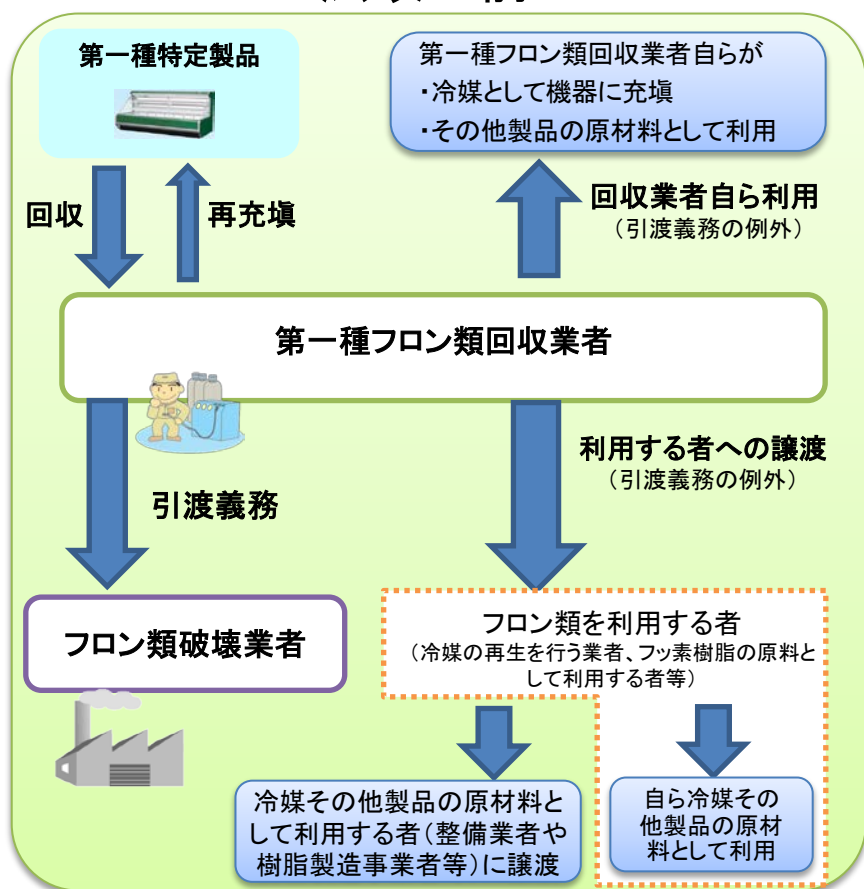 第一種特定製品
第一種フロン類回収業者自らが
・冷媒として機器に充塡
・その他製品の原材料として利用
回収
再充塡
回収業者自ら利用
（引渡義務の例外）
第一種フロン類回収業者
引渡義務
利用する者への譲渡
（引渡義務の例外）
フロン類破壊業者
フロン類を利用する者
（冷媒の再生を行う業者、フッ素樹脂の原料と
して利用する者等）
冷媒その他製品の原材料と
して利用する者（整備業者や
樹脂製造事業者等）に譲渡
自ら冷媒その
他製品の原材
料として利用